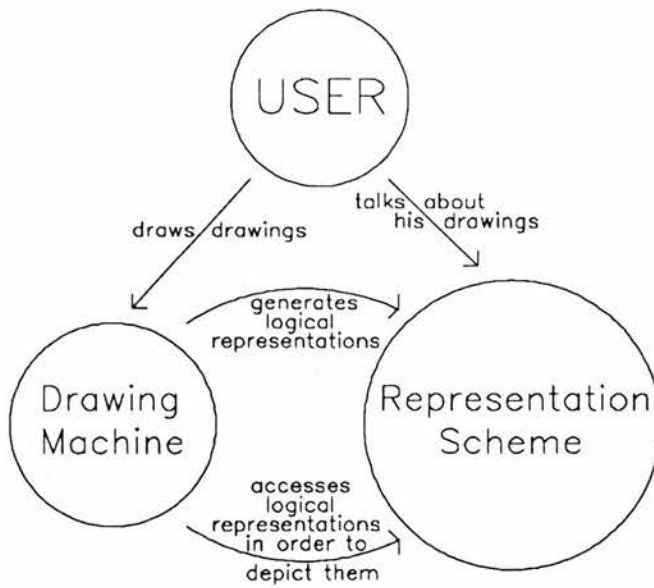 USER
draws drawings
talks about
his drawings
generates
logical
representations
Drawing
Machine
Representation
Scheme
accesses
logical
representations
in order to
depict them